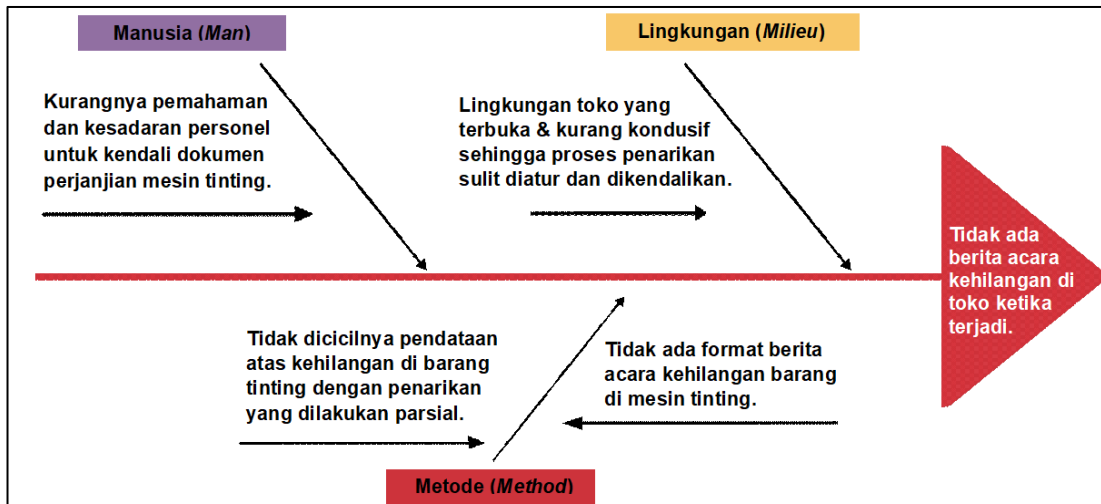 Manusia (Man)
Lingkungan (Milieu)
Kurangnya pemahaman
dan kesadaran personel
untuk kendali dokumen
perjanjian mesin tinting.
Lingkungan toko yang
terbuka & kurang kondusif
sehingga proses penarikan
sulit diatur dan dikendalikan.
Tidak ada
berita acara
kehilangan di
toko ketika
terjadi.
Tidak dicicilnya pendataan
atas kehilangan di barang
tinting dengan penarikan
yang dilakukan parsial.
Tidak ada format berita
acara kehilangan barang
di mesin tinting.
Metode (Method)